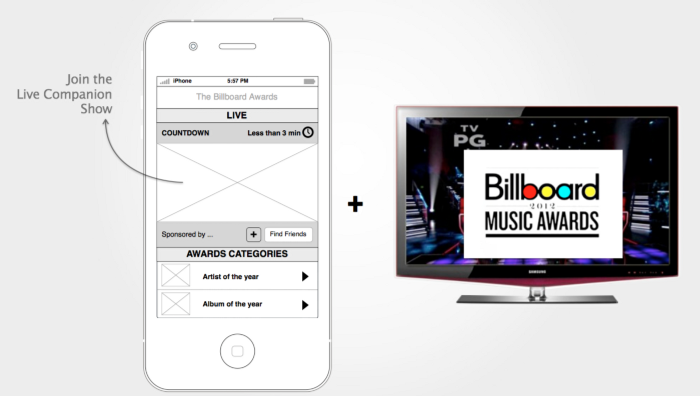 Join the
Live Companion
Show
iPhone
5:57 PM
The Billboard Awards
LIVE
COUNTDOWN
Less than 3 min
Sponsored by ...
+
Find Friends
AWARDS CATEGORIES
Artist of the year
Album of the year
+
TV
PG
Billboard
2012
MUSIC AWARDS
SAMSUNG